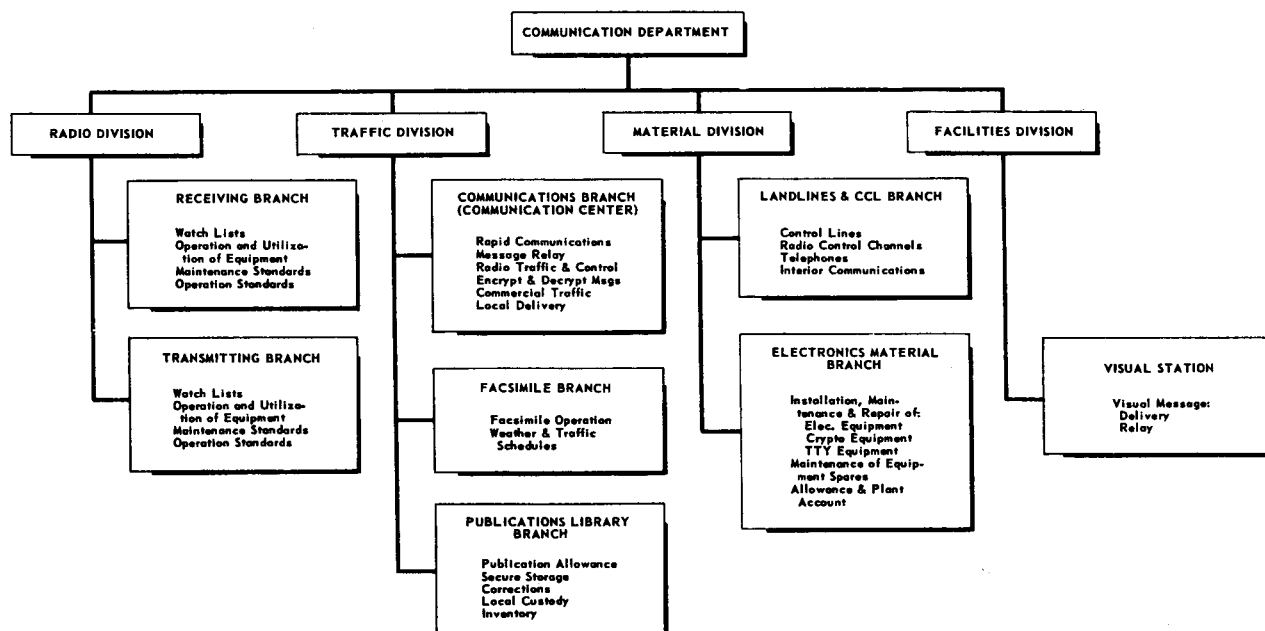 COMMUNICATION DEPARTMENT
RADIO DIVISION
TRAFFIC DIVISION
MATERIAL DIVISION
FACILITIES DIVISION
RECEIVING BRANCH
Watch Lists
Operation and Utiliza-
tion of Equipment
Maintenance Standards
Operation Standards
TRANSMITTING BRANCH
Watch Lists
Operation and Utiliza-
tion of Equipment
Maintenance Standards
Operation Standards
COMMUNICATIONS BRANCH
(COMMUNICATION CENTER)
Rapid Communications
Message Relay
Radio Traffic & Control
Encrypt & Decrypt Msgs
Commercial Traffic
Local Delivery
FACSIMILE BRANCH
Facsimile Operation
Weather & Traffic
Schedules
PUBLICATIONS LIBRARY
BRANCH
Publication Allowance
Secure Storage
Corrections
Local Custody
Inventory
LANDLINES & CCL BRANCH
Control Lines
Radio Control Channels
Telephones
Interior Communications
ELECTRONICS MATERIAL
BRANCH
Installation, Main-
tenance & Repair of:
Elec. Equipment
Crypto Equipment
TTY Equipment
Maintenance of Equip-
ment Spares
Allowance & Plant
Account
VISUAL STATION
Visual Message:
Delivery
Relay